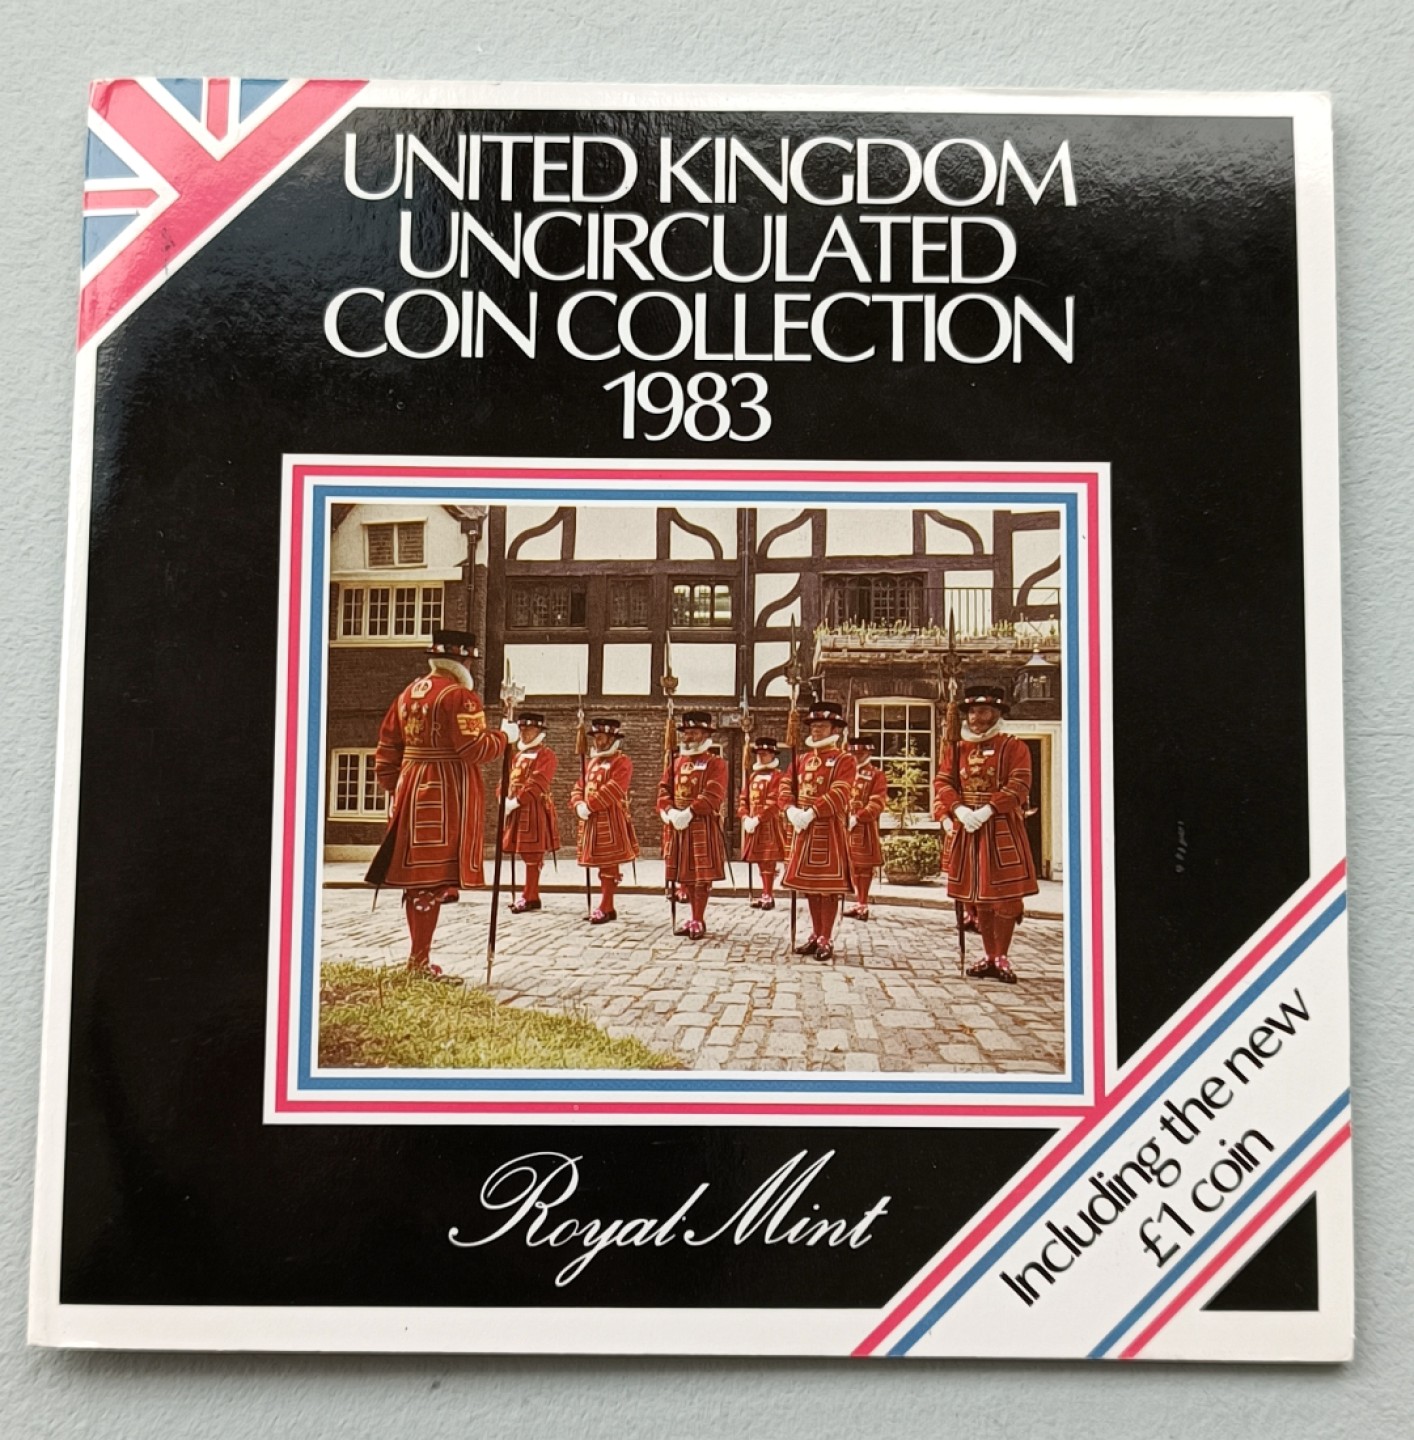 UNITED KINGDOM
UNCIRCULATED
COIN COLLECTION
1983
Royal Mint
Including the new
£1 coin